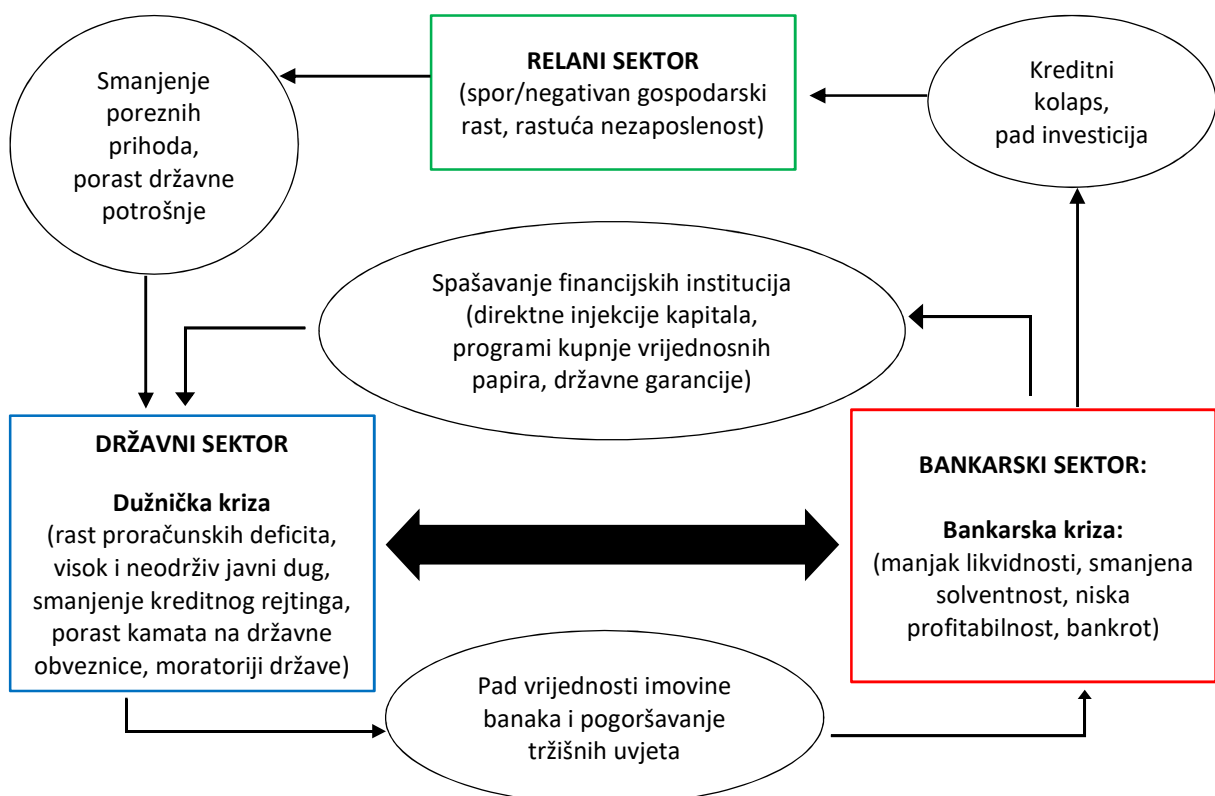 Smanjenje
poreznih
prihoda,
porast državne
potrošnje
RELANI SEKTOR
(spor/negativan gospodarski
rast, rastuća nezaposlenost)
Kreditni
kolaps,
pad investicija
Spašavanje financijskih institucija
(direktne injekcije kapitala,
programi kupnje vrijednosnih
papira, državne garancije)
DRŽAVNI SEKTOR
Dužnička kriza
(rast proračunskih deficita,
visok i neodrživ javni dug,
smanjenje kreditnog rejtinga,
porast kamata na državne
obveznice, moratoriji države)
BANKARSKI SEKTOR:
Bankarska kriza:
(manjak likvidnosti, smanjena
solventnost, niska
profitabilnost, bankrot)
Pad vrijednosti imovine
banaka i pogoršavanje
tržišnih uvjeta